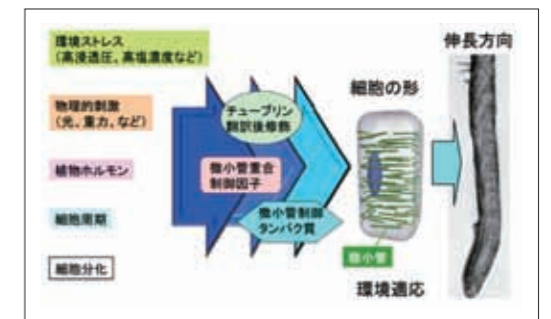 環境ストレス
(高浸透圧、高塩濃度など)
物理的刺激
(光、重力、など)
植物ホルモン
細胞周期
細胞分化
チューブリン
翻訳後修飾
微小管重合
制御因子
微小管制御
タンパク質
細胞の形
微小管
環境適応
伸長方向